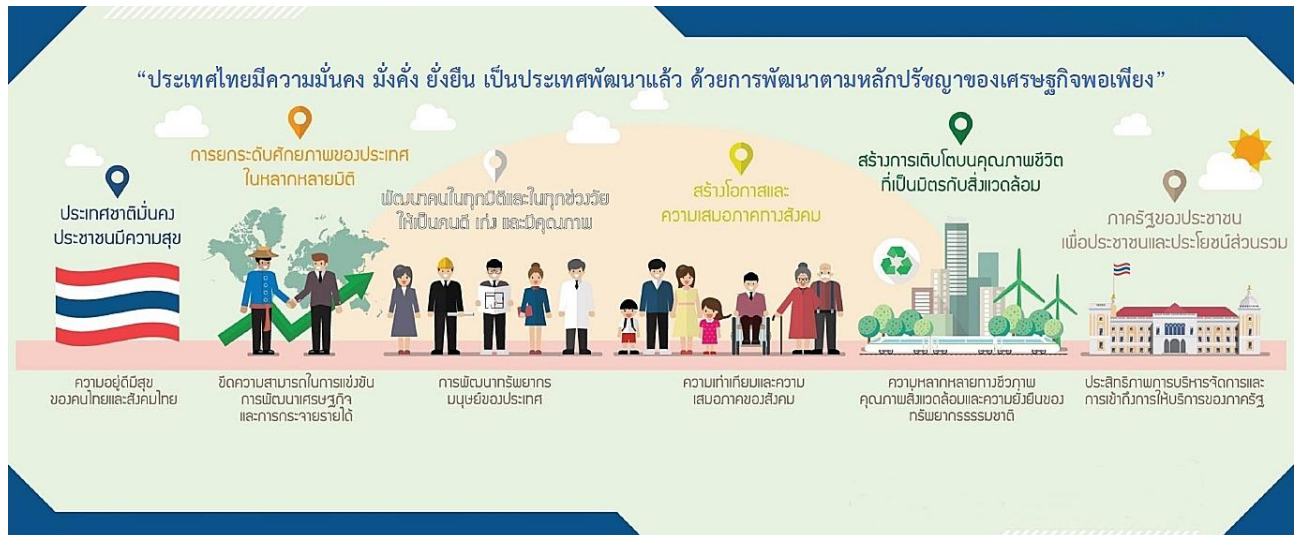 “ประเทศไทยมีความมั่นคง มั่งคั่ง ยั่งยืน เป็นประเทศพัฒนาแล้ว ด้วยการพัฒนาตามหลักปรัชญาของเศรษฐกิจพอเพียง”
ประเทศชาติมั่นคง
ประชาชนมีความสุข
การยกระดับศักยภาพของประเทศ
ในหลากหลายมิติ
พัฒนาคนในทุกมิติและในทุกช่วงวัย
ให้เป็นคนดี เก่ง และมีคุณภาพ
สร้างโอกาสและ
ความเสมอภาคทางสังคม
สร้างการเติบโตบนคุณภาพชีวิต
ที่เป็นมิตรกับสิ่งแวดล้อม
ภาครัฐของประชาชน
เพื่อประชาชนและประโยชน์ส่วนรวม
ความอยู่ดีมีสุข
ของคนไทยและสังคมไทย
ขีดความสามารถในการแข่งขัน
การพัฒนาเศรษฐกิจ
และการกระจายรายได้
การพัฒนาทรัพยากร
มนุษย์ของประเทศ
ความเท่าเทียมและความ
เสมอภาคของสังคม
ความหลากหลายทางชีวภาพ
คุณภาพสิ่งแวดล้อมและความยั่งยืนของ
ทรัพยากรธรรมชาติ
ประสิทธิภาพการบริหารจัดการและ
การเข้าถึงการให้บริการของภาครัฐ